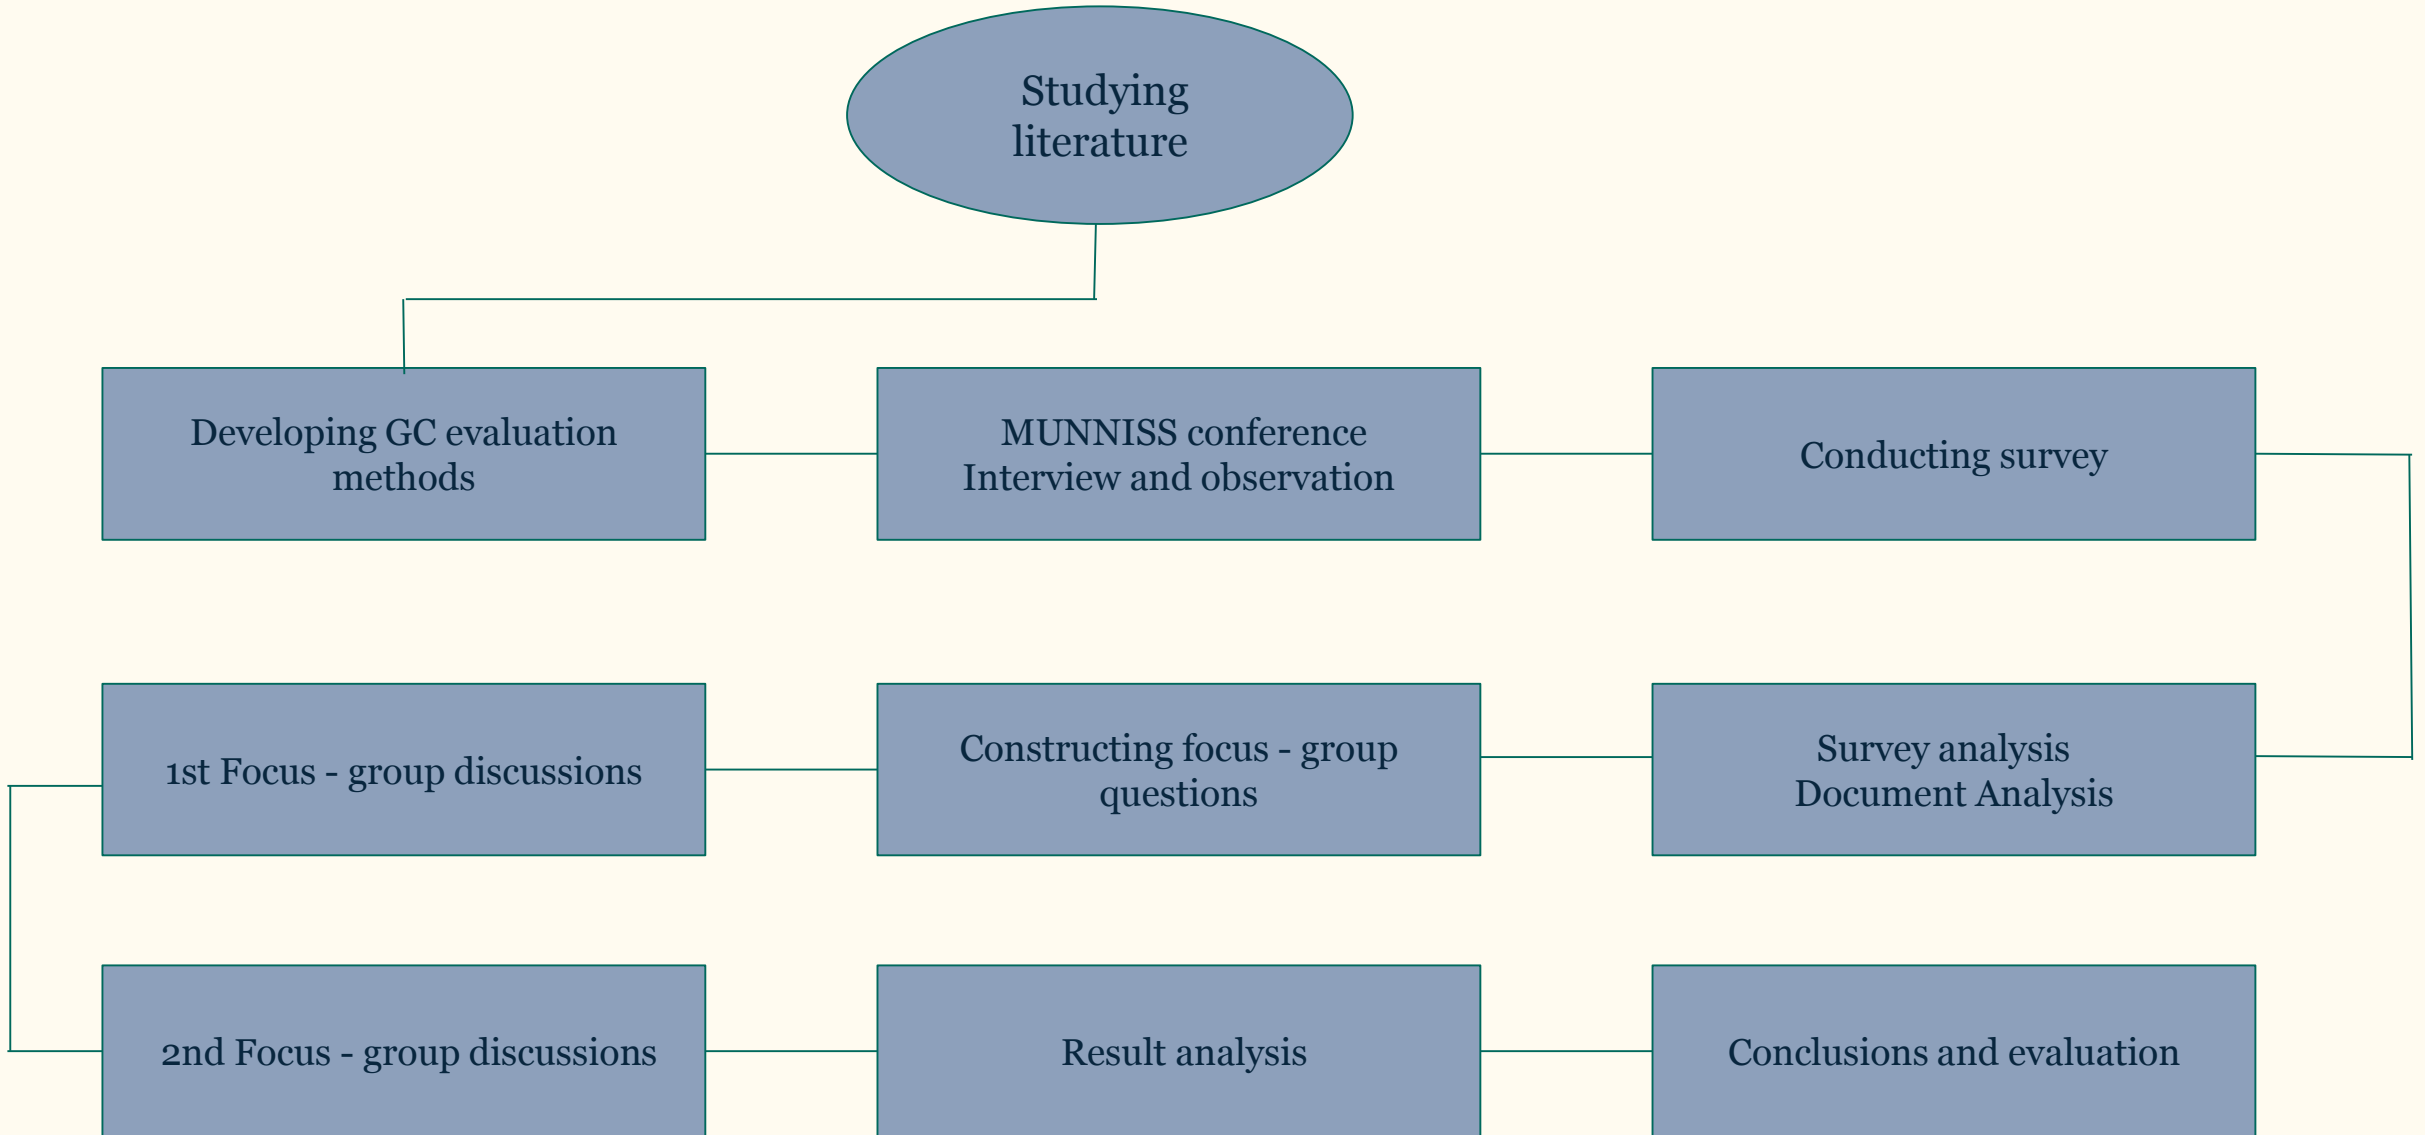 Studying
literature
Developing GC evaluation
methods
MUNNISS conference
Interview and observation
Conducting survey
1st Focus - group discussions
Constructing focus - group
questions
Survey analysis
Document Analysis
2nd Focus - group discussions
Result analysis
Conclusions and evaluation